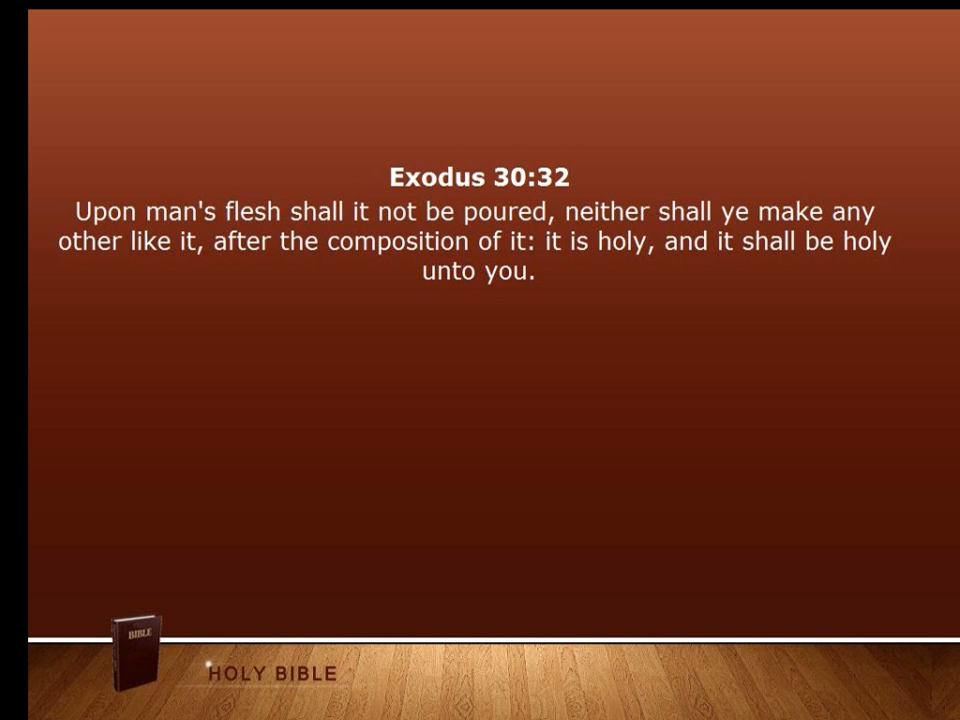 Exodus 30:32
Upon man's flesh shall it not be poured, neither shall ye make any
other like it, after the composition of it: it is holy, and it shall be holy
unto you.
BIBLE
HOLY BIBLE